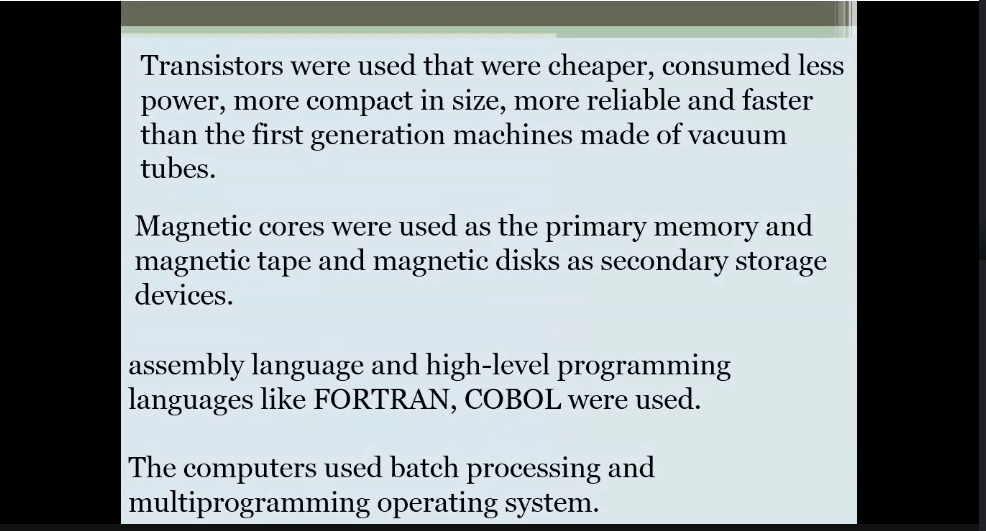 Transistors were used that were cheaper, consumed less
power, more compact in size, more reliable and faster
than the first generation machines made of vacuum
tubes.
Magnetic cores were used as the primary memory and
magnetic tape and magnetic disks as secondary storage
devices.
assembly language and high-level programming
languages like FORTRAN, COBOL were used.
The computers used batch processing and
multiprogramming operating system.